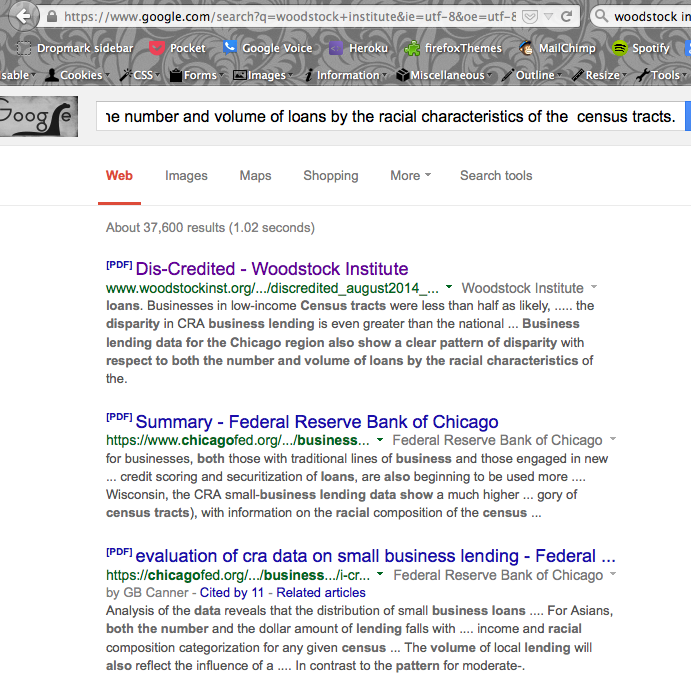 https://www.google.com/search?q=woodstock+institute&ie=utf-8&oe=utf-8 woodstock in
Dropmark sidebar Pocket Google Voice Heroku firefoxThemes MailChimp Spotify
sable Cookies CSS Forms Images Information Miscellaneous Outline Resize Tools
Google ne number and volume of loans by the racial characteristics of the census tracts.
Web Images Maps Shopping More Search tools
About 37,600 results (1.02 seconds)
[PDF] Dis-Credited - Woodstock Institute
www.woodstockinst.org/.../discredited_august2014_... Woodstock Institute
loans. Businesses in low-income Census tracts were less than half as likely, ..... the
disparity in CRA business lending is even greater than the national ... Business
lending data for the Chicago region also show a clear pattern of disparity with
respect to both the number and volume of loans by the racial characteristics of
the.
[PDF] Summary - Federal Reserve Bank of Chicago
https://www.chicagofed.org/.../business... Federal Reserve Bank of Chicago
for businesses, both those with traditional lines of business and those engaged in new
... credit scoring and securitization of loans, are also beginning to be used more ....
Wisconsin, the CRA small-business lending data show a much higher ... gory of
census tracts), with information on the racial composition of the census ...
[PDF] evaluation of cra data on small business lending - Federal ...
https://chicagofed.org/.../business.../i-cr... Federal Reserve Bank of Chicago
by GB Canner - Cited by 11 - Related articles
Analysis of the data reveals that the distribution of small business loans .... For Asians,
both the number and the dollar amount of lending falls with .... income and racial
composition categorization for any given census ... The volume of local lending will
also reflect the influence of a .... In contrast to the pattern for moderate-.